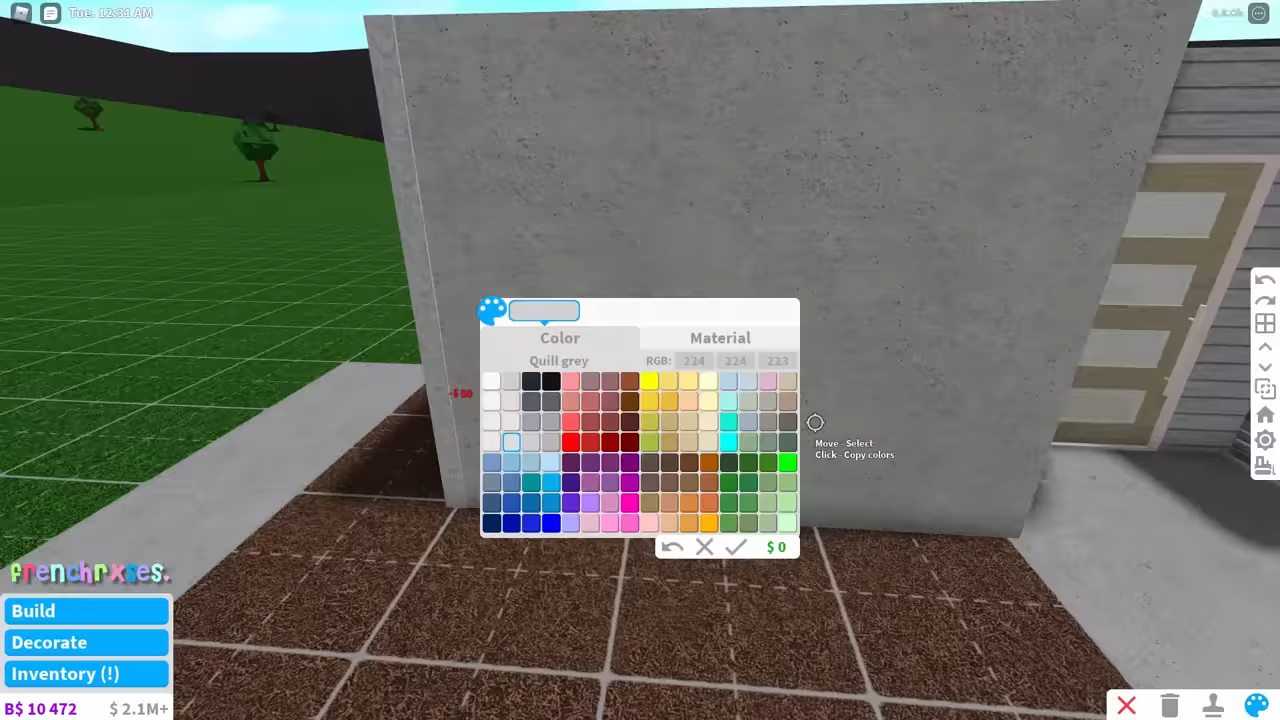 Tue. 12:31 AM
Color
Material
Quill grey
RGB: 224 224 223
-$ 80
Move - Select
Click - Copy colors
$ 0
frenchrxses.
Build
Decorate
Inventory (!)
B$ 10 472
$ 2.1M+